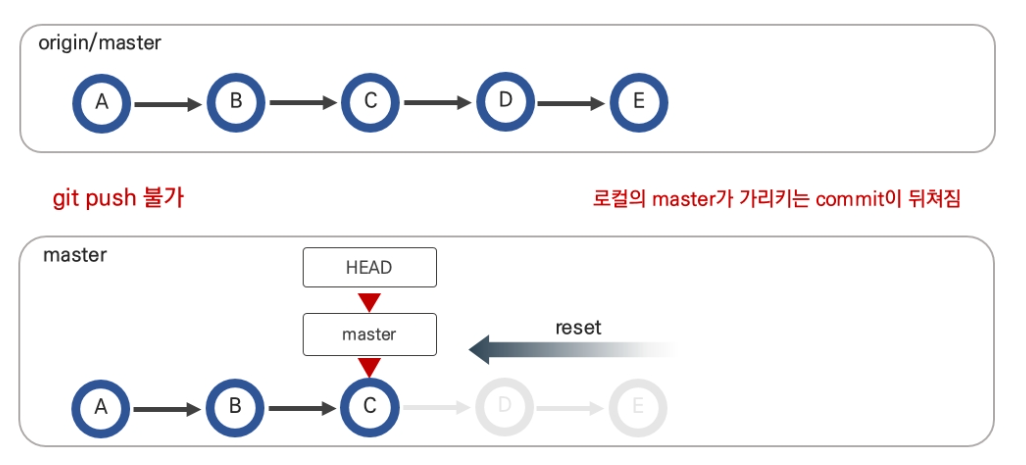 origin/master
A B C D E
git push 불가
로컬의 master가 가리키는 commit이 뒤쳐짐
master
HEAD
master
reset
A B C D E